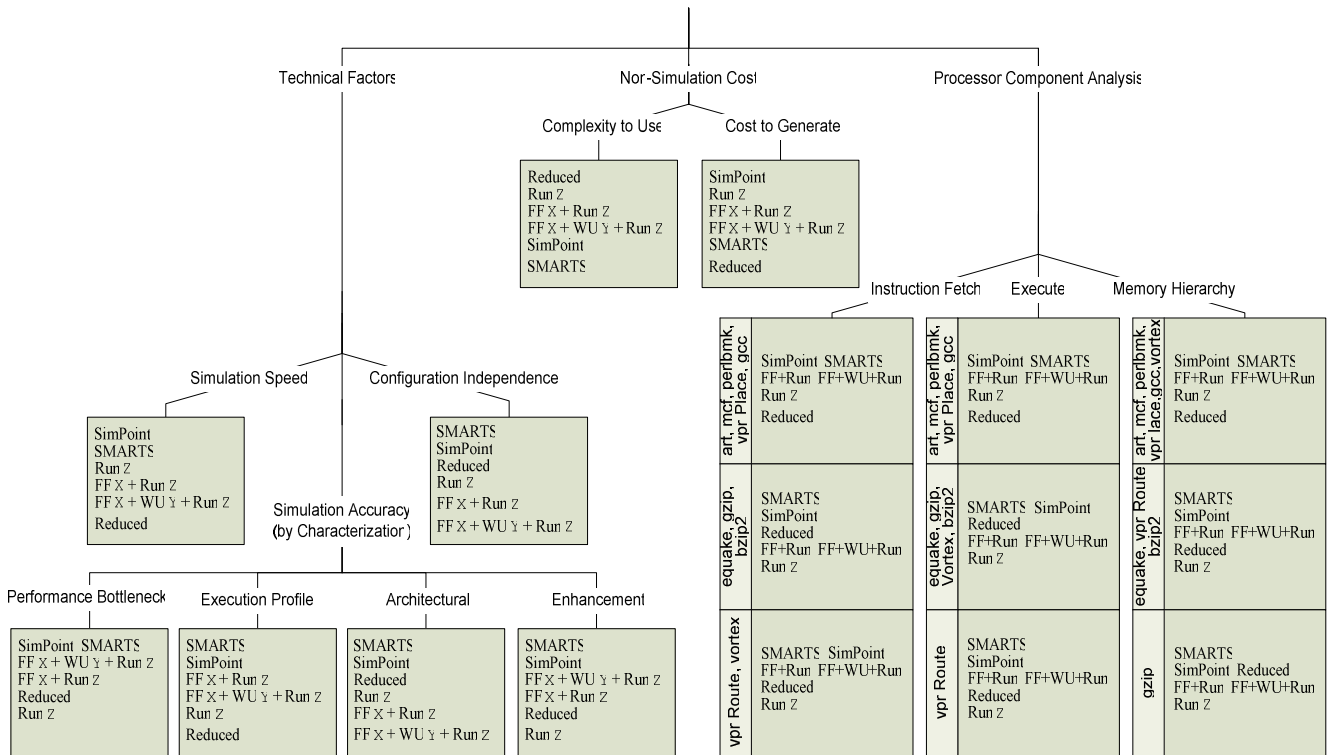 Technical Factors
Nor-Simulation Cost
Processor Component Analysis
Complexity to Use
Cost to Generate
Reduced
Run Z
FF X + Run Z
FF X + WU Y + Run Z
SimPoint
SMARTS
SimPoint
Run Z
FF X + Run Z
FF X + WU Y + Run Z
SMARTS
Reduced
Instruction Fetch
Execute
Memory Hierarchy
Simulation Speed
Configuration Independence
SimPoint
SMARTS
Run Z
FF X + Run Z
FF X + WU Y + Run Z
Reduced
SMARTS
SimPoint
Reduced
Run Z
FF X + Run Z
FF X + WU Y + Run Z
Simulation Accuracy
(by Characterization)
Performance Bottleneck
Execution Profile
Architectural
Enhancement
SimPoint SMARTS
FF X + WU Y + Run Z
FF X + Run Z
Reduced
Run Z
SMARTS
SimPoint
FF X + Run Z
FF X + WU Y + Run Z
Run Z
Reduced
SMARTS
SimPoint
Reduced
Run Z
FF X + Run Z
FF X + WU Y + Run Z
SMARTS
SimPoint
FF X + WU Y + Run Z
FF X + Run Z
Reduced
Run Z
art, mcf, perlbmk,
vpr Place, gcc
SimPoint SMARTS
FF+Run FF+WU+Run
Run Z
Reduced
equake, gzip,
bzip2
SMARTS
SimPoint
Reduced
FF+Run FF+WU+Run
Run Z
vpr Route, vortex
SMARTS SimPoint
FF+Run FF+WU+Run
Reduced
Run Z
art, mcf, perlbmk,
vpr Place, gcc
SimPoint SMARTS
FF+Run FF+WU+Run
Run Z
Reduced
equake, gzip,
Vortex, bzip2
SMARTS SimPoint
Reduced
FF+Run FF+WU+Run
Run Z
vpr Route
SMARTS
SimPoint
FF+Run FF+WU+Run
Reduced
Run Z
art, mcf, perlbmk,
vpr lace,gcc,vortex
SimPoint SMARTS
FF+Run FF+WU+Run
Run Z
Reduced
equake, vpr Route
bzip2
SMARTS
SimPoint
FF+Run FF+WU+Run
Reduced
Run Z
gzip
SMARTS
SimPoint Reduced
FF+Run FF+WU+Run
Run Z